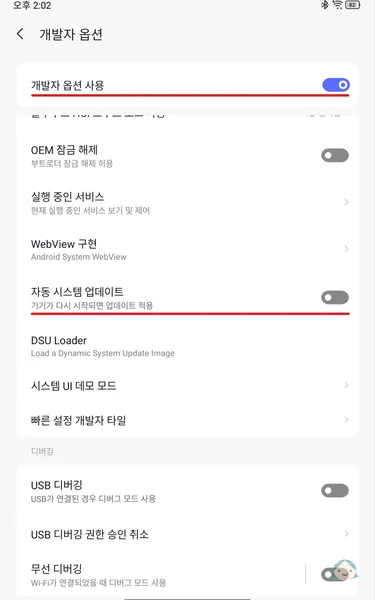 오후 2:02
82
개발자 옵션
개발자 옵션 사용
OEM 잠금 해제
부트로더 잠금 해제 허용
실행 중인 서비스
현재 실행 중인 서비스 보기 및 제어
WebView 구현
Android System WebView
자동 시스템 업데이트
기기가 다시 시작되면 업데이트 적용
DSU Loader
Load a Dynamic System Update Image
시스템 UI 데모 모드
빠른 설정 개발자 타일
디버깅
USB 디버깅
USB가 연결된 경우 디버그 모드 사용
USB 디버깅 권한 승인 취소
무선 디버깅
Wi-Fi가 연결되었을 때 디버그 모드 사용